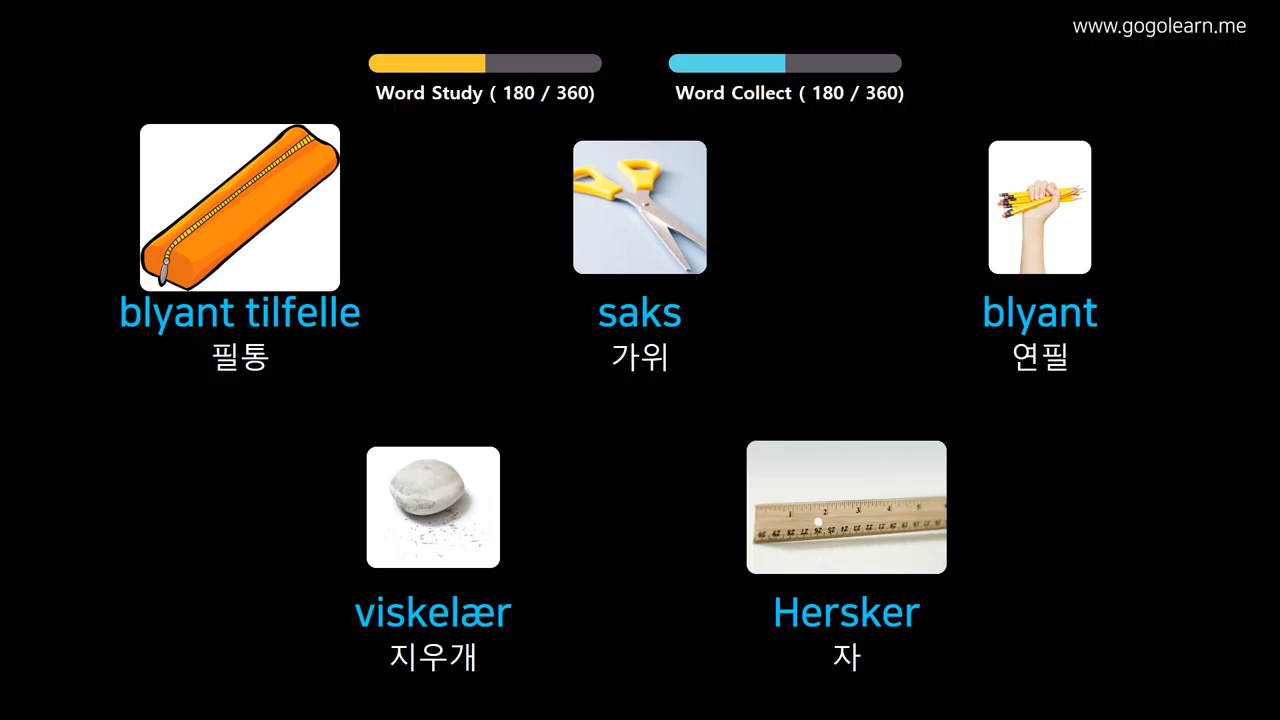 www.gogolearn.me
Word Study ( 180 / 360)
Word Collect ( 180 / 360)
blyant tilfelle
필통
saks
가위
blyant
연필
viskelær
지우개
Hersker
자